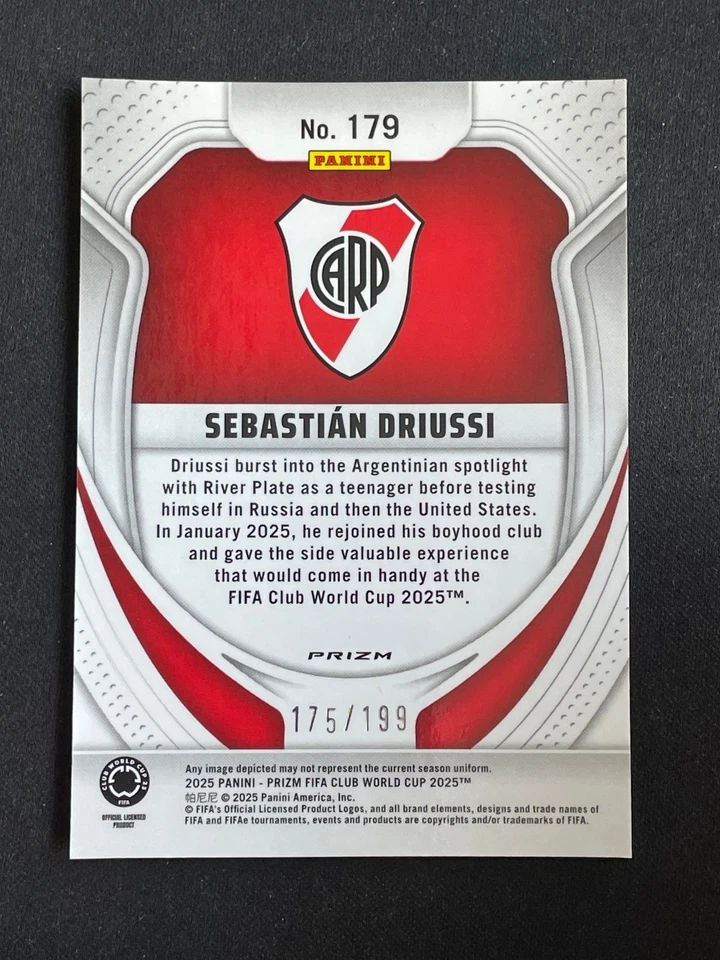 No. 179
PANINI
CARP
SEBASTIÁN DRIUSSI
Driussi burst into the Argentinian spotlight
with River Plate as a teenager before testing
himself in Russia and then the United States.
In January 2025, he rejoined his boyhood club
and gave the side valuable experience
that would come in handy at the
FIFA Club World Cup 2025™.
PRIZM
175/199
CLUB WORLD CUP 25
FIFA
OFFICIAL LICENSED
PRODUCT
Any image depicted may not represent the current season uniform.
2025 PANINI - PRIZM FIFA CLUB WORLD CUP 2025™
帕尼尼 © 2025 Panini America, Inc.
© FIFA's Official Licensed Product Logos, and all brand elements, designs and trade names of
FIFA and FIFAe tournaments, events and products are copyrights and/or trademarks of FIFA.